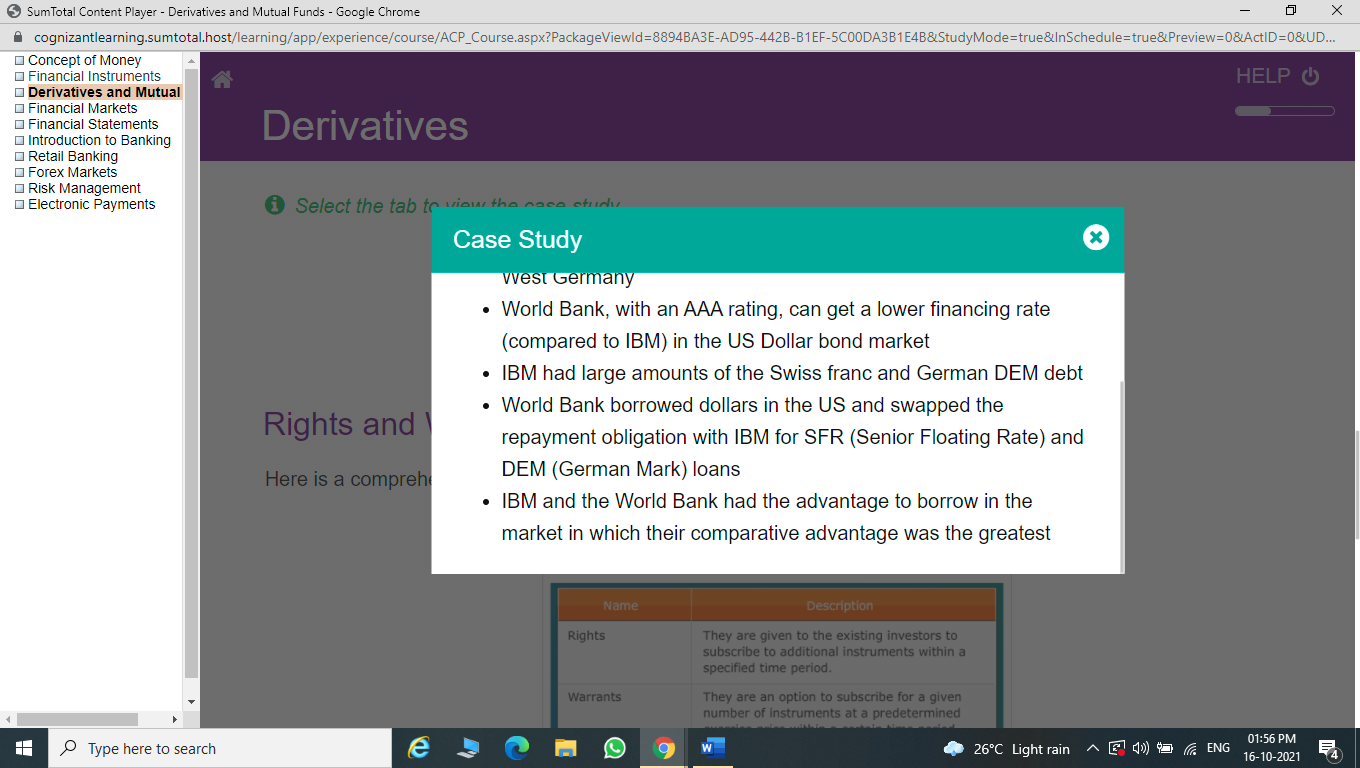 SumTotal Content Player - Derivatives and Mutual Funds - Google Chrome
cognizantlearning.sumtotal.host/learning/app/experience/course/ACP_Course.aspx?PackageViewId=8894BA3E-AD95-442B-B1EF-5C00DA3B1E4B&StudyMode=true&InSchedule=true&Preview=0&ActID=0&UD...
Concept of Money
Financial Instruments
Derivatives and Mutual
Financial Markets
Financial Statements
Introduction to Banking
Retail Banking
Forex Markets
Risk Management
Electronic Payments
HELP
Derivatives
Select the tab to view the case study
Case Study
West Germany
• World Bank, with an AAA rating, can get a lower financing rate
(compared to IBM) in the US Dollar bond market
• IBM had large amounts of the Swiss franc and German DEM debt
• World Bank borrowed dollars in the US and swapped the
repayment obligation with IBM for SFR (Senior Floating Rate) and
DEM (German Mark) loans
• IBM and the World Bank had the advantage to borrow in the
market in which their comparative advantage was the greatest
Rights and
Here is a comprehe
Name Description
Rights They are given to the existing investors to
subscribe to additional instruments within a
specified time period.
Warrants They are an option to subscribe for a given
number of instruments at a predetermined
Type here to search
W
26°C Light rain
ENG
01:56 PM
16-10-2021
4